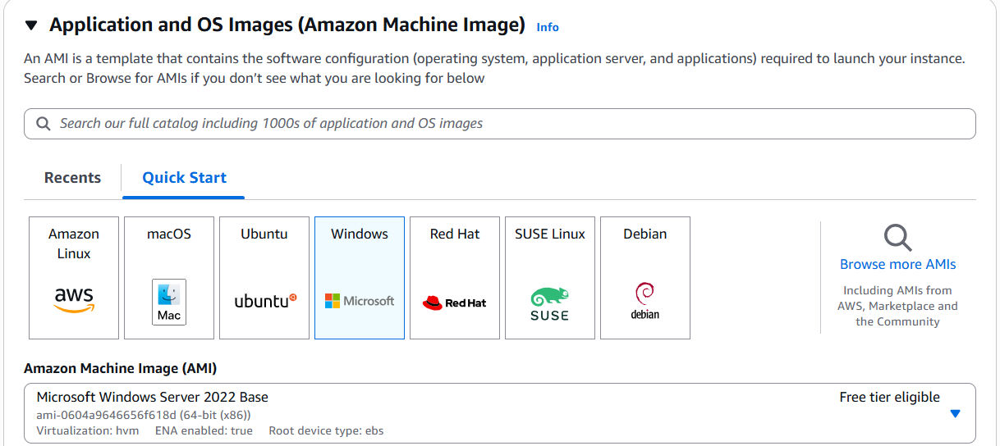 Application and OS Images (Amazon Machine Image) Info
An AMI is a template that contains the software configuration (operating system, application server, and applications) required to launch your instance.
Search or Browse for AMIs if you don’t see what you are looking for below
Search our full catalog including 1000s of application and OS images
Recents
Quick Start
Amazon
Linux
aws
macOS
Mac
Ubuntu
ubuntu
Windows
Microsoft
Red Hat
Red Hat
SUSE Linux
SUSE
Debian
debian
Browse more AMIs
Including AMIs from
AWS, Marketplace and
the Community
Amazon Machine Image (AMI)
Microsoft Windows Server 2022 Base
Free tier eligible
ami-0604a9646656f618d (64-bit (x86))
Virtualization: hvm ENA enabled: true Root device type: ebs